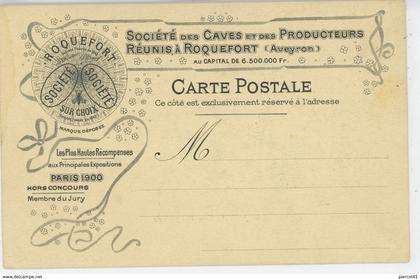 SOCIÉTÉ DES CAVES ET DES PRODUCTEURS
RÉUNIS À ROQUEFORT (Aveyron)
AU CAPITAL DE 6.500.000 Fr.
ROQUEFORT
SOCIÉTÉ
SOCIÉTÉ
SUR CHOIX
MARQUE DÉPOSÉE
CARTE POSTALE
Ce côté est exclusivement réservé à l'adresse
M
Les Plus Hautes Récompenses
aux Principales Expositions
PARIS 1900
HORS CONCOURS
Membre du Jury